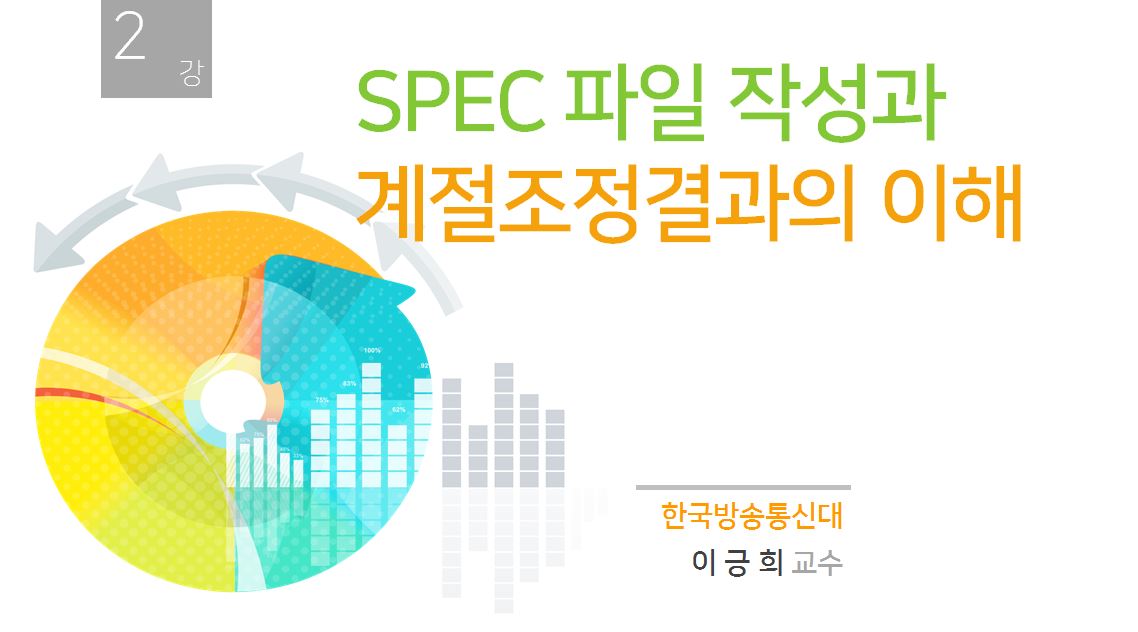 2
강
SPEC 파일 작성과
계절조정결과의 이해
100%
92%
83%
75%
62%
한국방송통신대
이 긍 희 교수